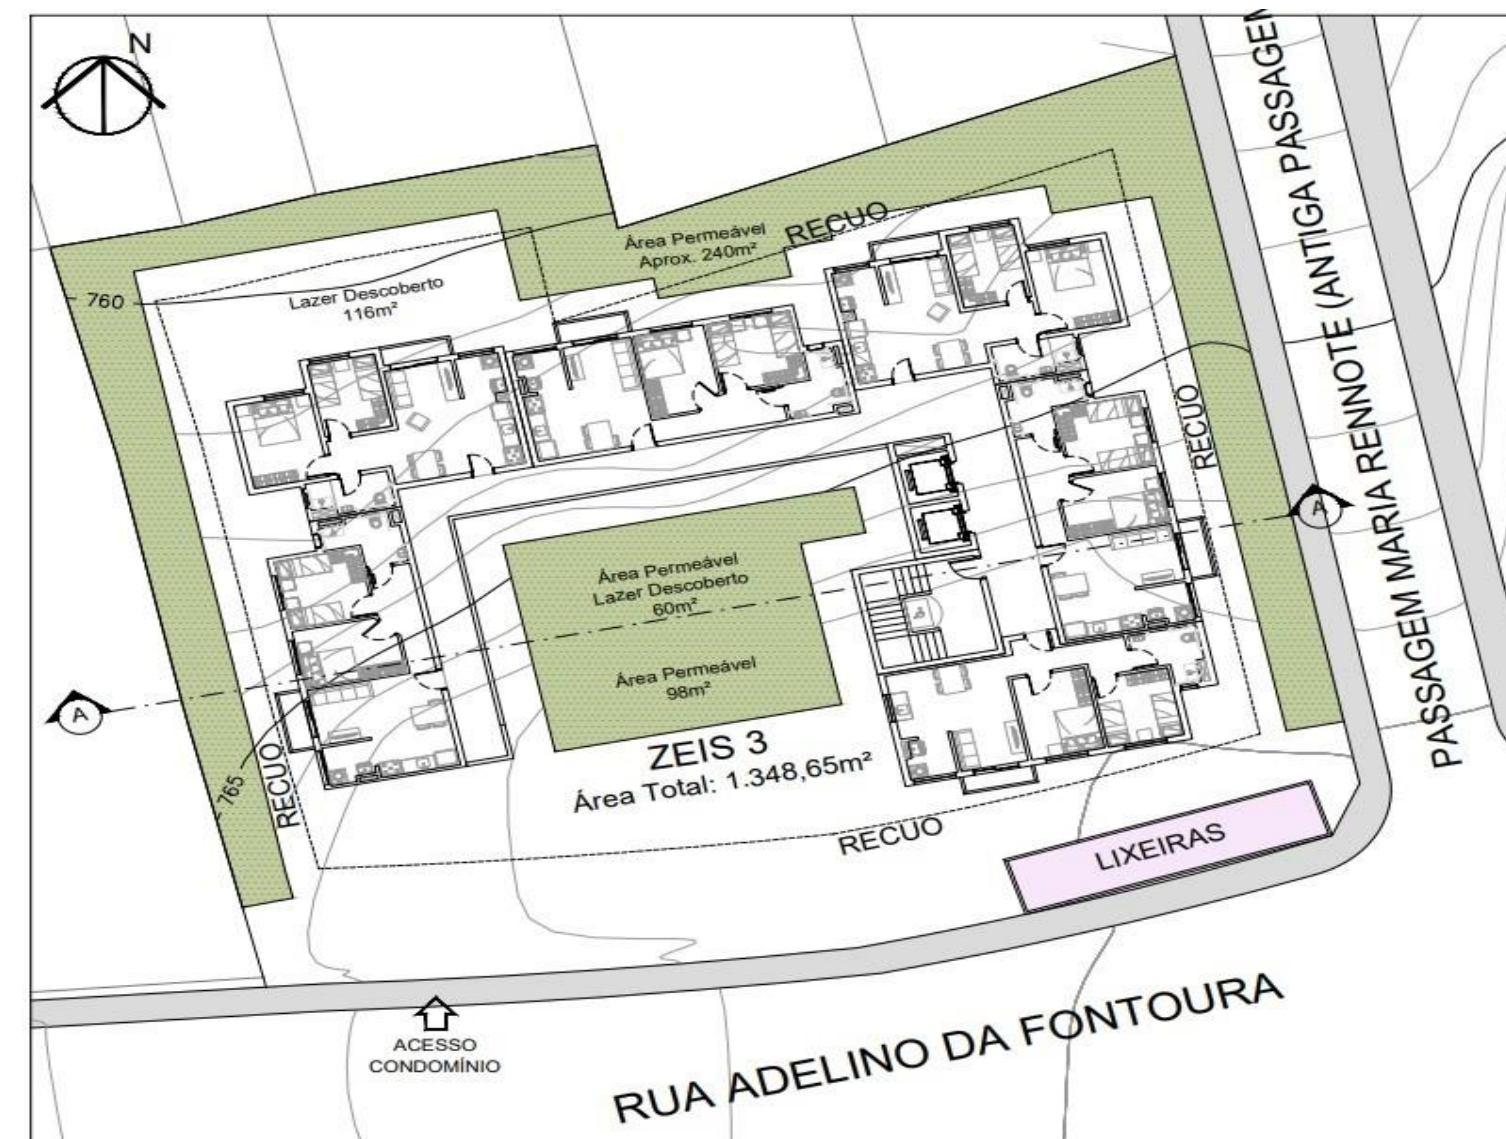 N
PASSAGEM MARIA RENNOTE (ANTIGA PASSAGEM
RECUO
Área Permeável
Aprox. 240m²
Lazer Descoberto
116m²
760
RECUO
A
Área Permeável
Lazer Descoberto
60m²
Área Permeável
98m²
A
ZEIS 3
Área Total: 1.348,65m²
765
RECUO
RECUO
LIXEIRAS
ACESSO
CONDOMÍNIO
RUA ADELINO DA FONTOURA